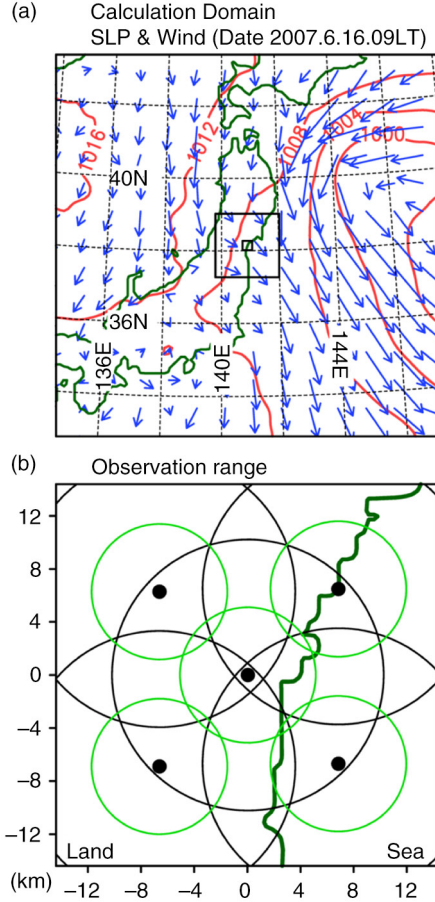 (a)
Calculation Domain
SLP & Wind (Date 2007.6.16.09LT)
1016
1012
1008
1004
1000
40N
36N
136E
140E
144E
(b)
Observation range
12
8
4
0
−4
−8
−12
Land
Sea
(km)
−12 −8 −4 0 4 8 12